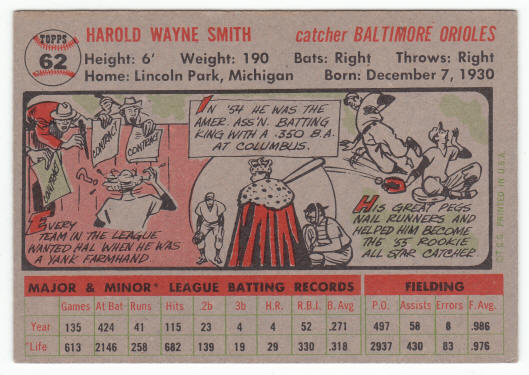 TOPPS
62
HAROLD WAYNE SMITH catcher BALTIMORE ORIOLES
Height: 6' Weight: 190 Bats: Right Throws: Right
Home: Lincoln Park, Michigan Born: December 7, 1930
CONTRACT
CONTRACT
CONTRACT
EVERY
TEAM IN THE LEAGUE
WANTED HAL WHEN HE WAS
A YANK FARMHAND.
IN '54 HE WAS THE
AMER. ASS'N. BATTING
KING WITH A .350 B.A.
AT COLUMBUS.
HIS GREAT PEGS
NAIL RUNNERS AND
HELPED HIM BECOME
THE '55 ROOKIE
ALL STAR CATCHER.
©T.C.G. PRINTED IN U.S.A.
MAJOR & MINOR* LEAGUE BATTING RECORDS FIELDING
Games At Bat Runs Hits 2b 3b H.R. R.B.I. B. Avg P.O. Assists Errors F. Avg.
Year 135 424 41 115 23 4 4 52 .271 497 58 8 .986
*Life 613 2146 258 682 139 19 29 330 .318 2937 430 83 .976